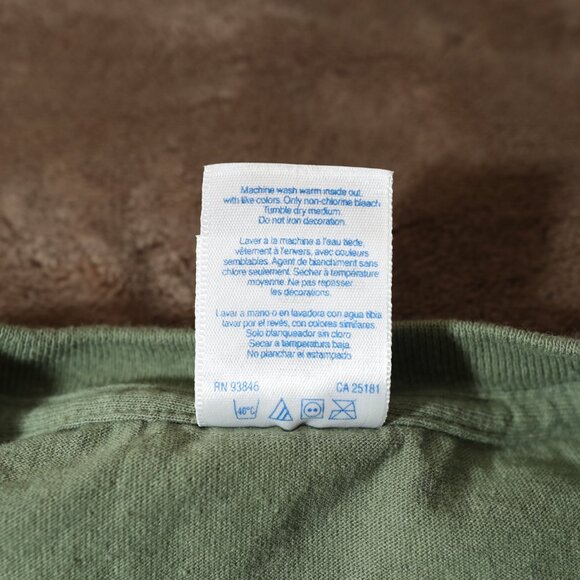 Machine wash warm inside out
with like colors. Only non-chlorine bleach
Tumble dry medium.
Do not iron decoration.
Laver à la machine a l'eau tiède,
vêtement à l'envers, avec couleurs
semblables. Agent de blanchiment sans
chlore seulement. Sécher à température
moyenne. Ne pas repasser
les décorations.
Lavar a mano o en lavadora con agua tibia
lavar por el revés, con colores similares.
Solo blanqueador sin cloro
Secar a temperatura baja.
No planchar el estampado
RN 93846 CA 25181
40°C